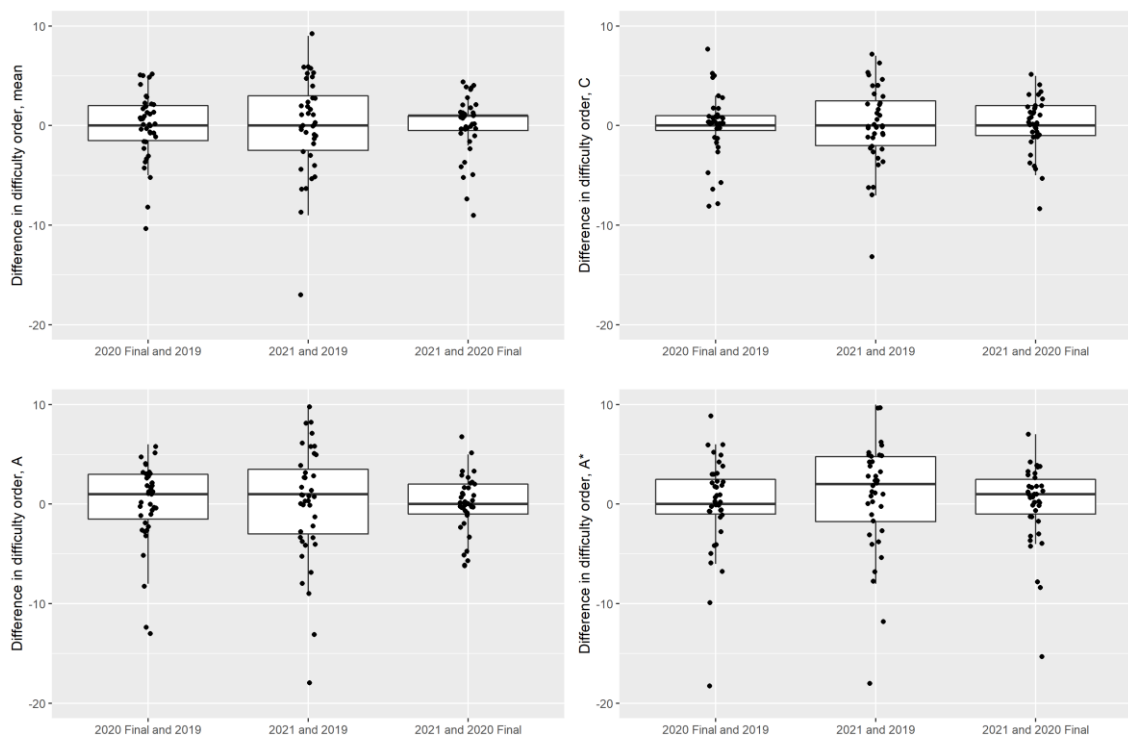 Difference in difficulty order, mean
10
0
-10
-20
2020 Final and 2019
2021 and 2019
2021 and 2020 Final
Difference in difficulty order, C
10
0
-10
-20
2020 Final and 2019
2021 and 2019
2021 and 2020 Final
Difference in difficulty order, A
10
0
-10
-20
2020 Final and 2019
2021 and 2019
2021 and 2020 Final
Difference in difficulty order, A*
10
0
-10
-20
2020 Final and 2019
2021 and 2019
2021 and 2020 Final